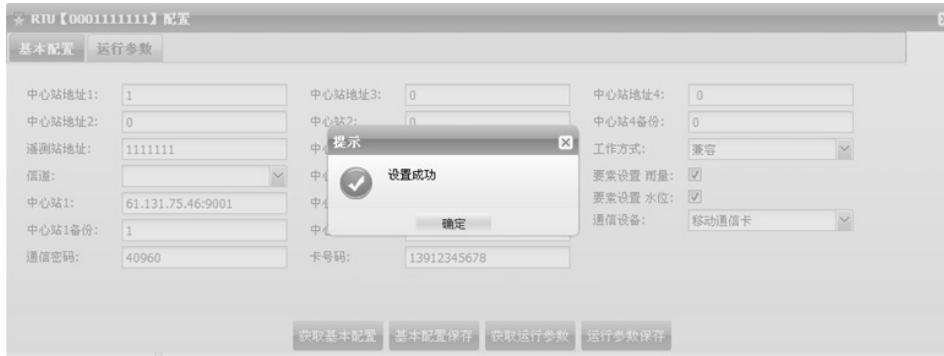 RTU【0001111111】配置
基本配置 运行参数
中心站地址1: 1 中心站地址3: 0 中心站地址4: 0
中心站地址2: 0 中心站2: 0 中心站4备份: 0
遥测站地址: 1111111 工作方式: 兼容
提示
设置成功
确定
信道: 要素设置 雨量:
中心站1: 61.131.75.46:9001 要素设置 水位:
中心站1备份: 1 通信设备: 移动通信卡
通信密码: 40960 卡号码: 13912345678
获取基本配置 基本配置保存 获取运行参数 运行参数保存